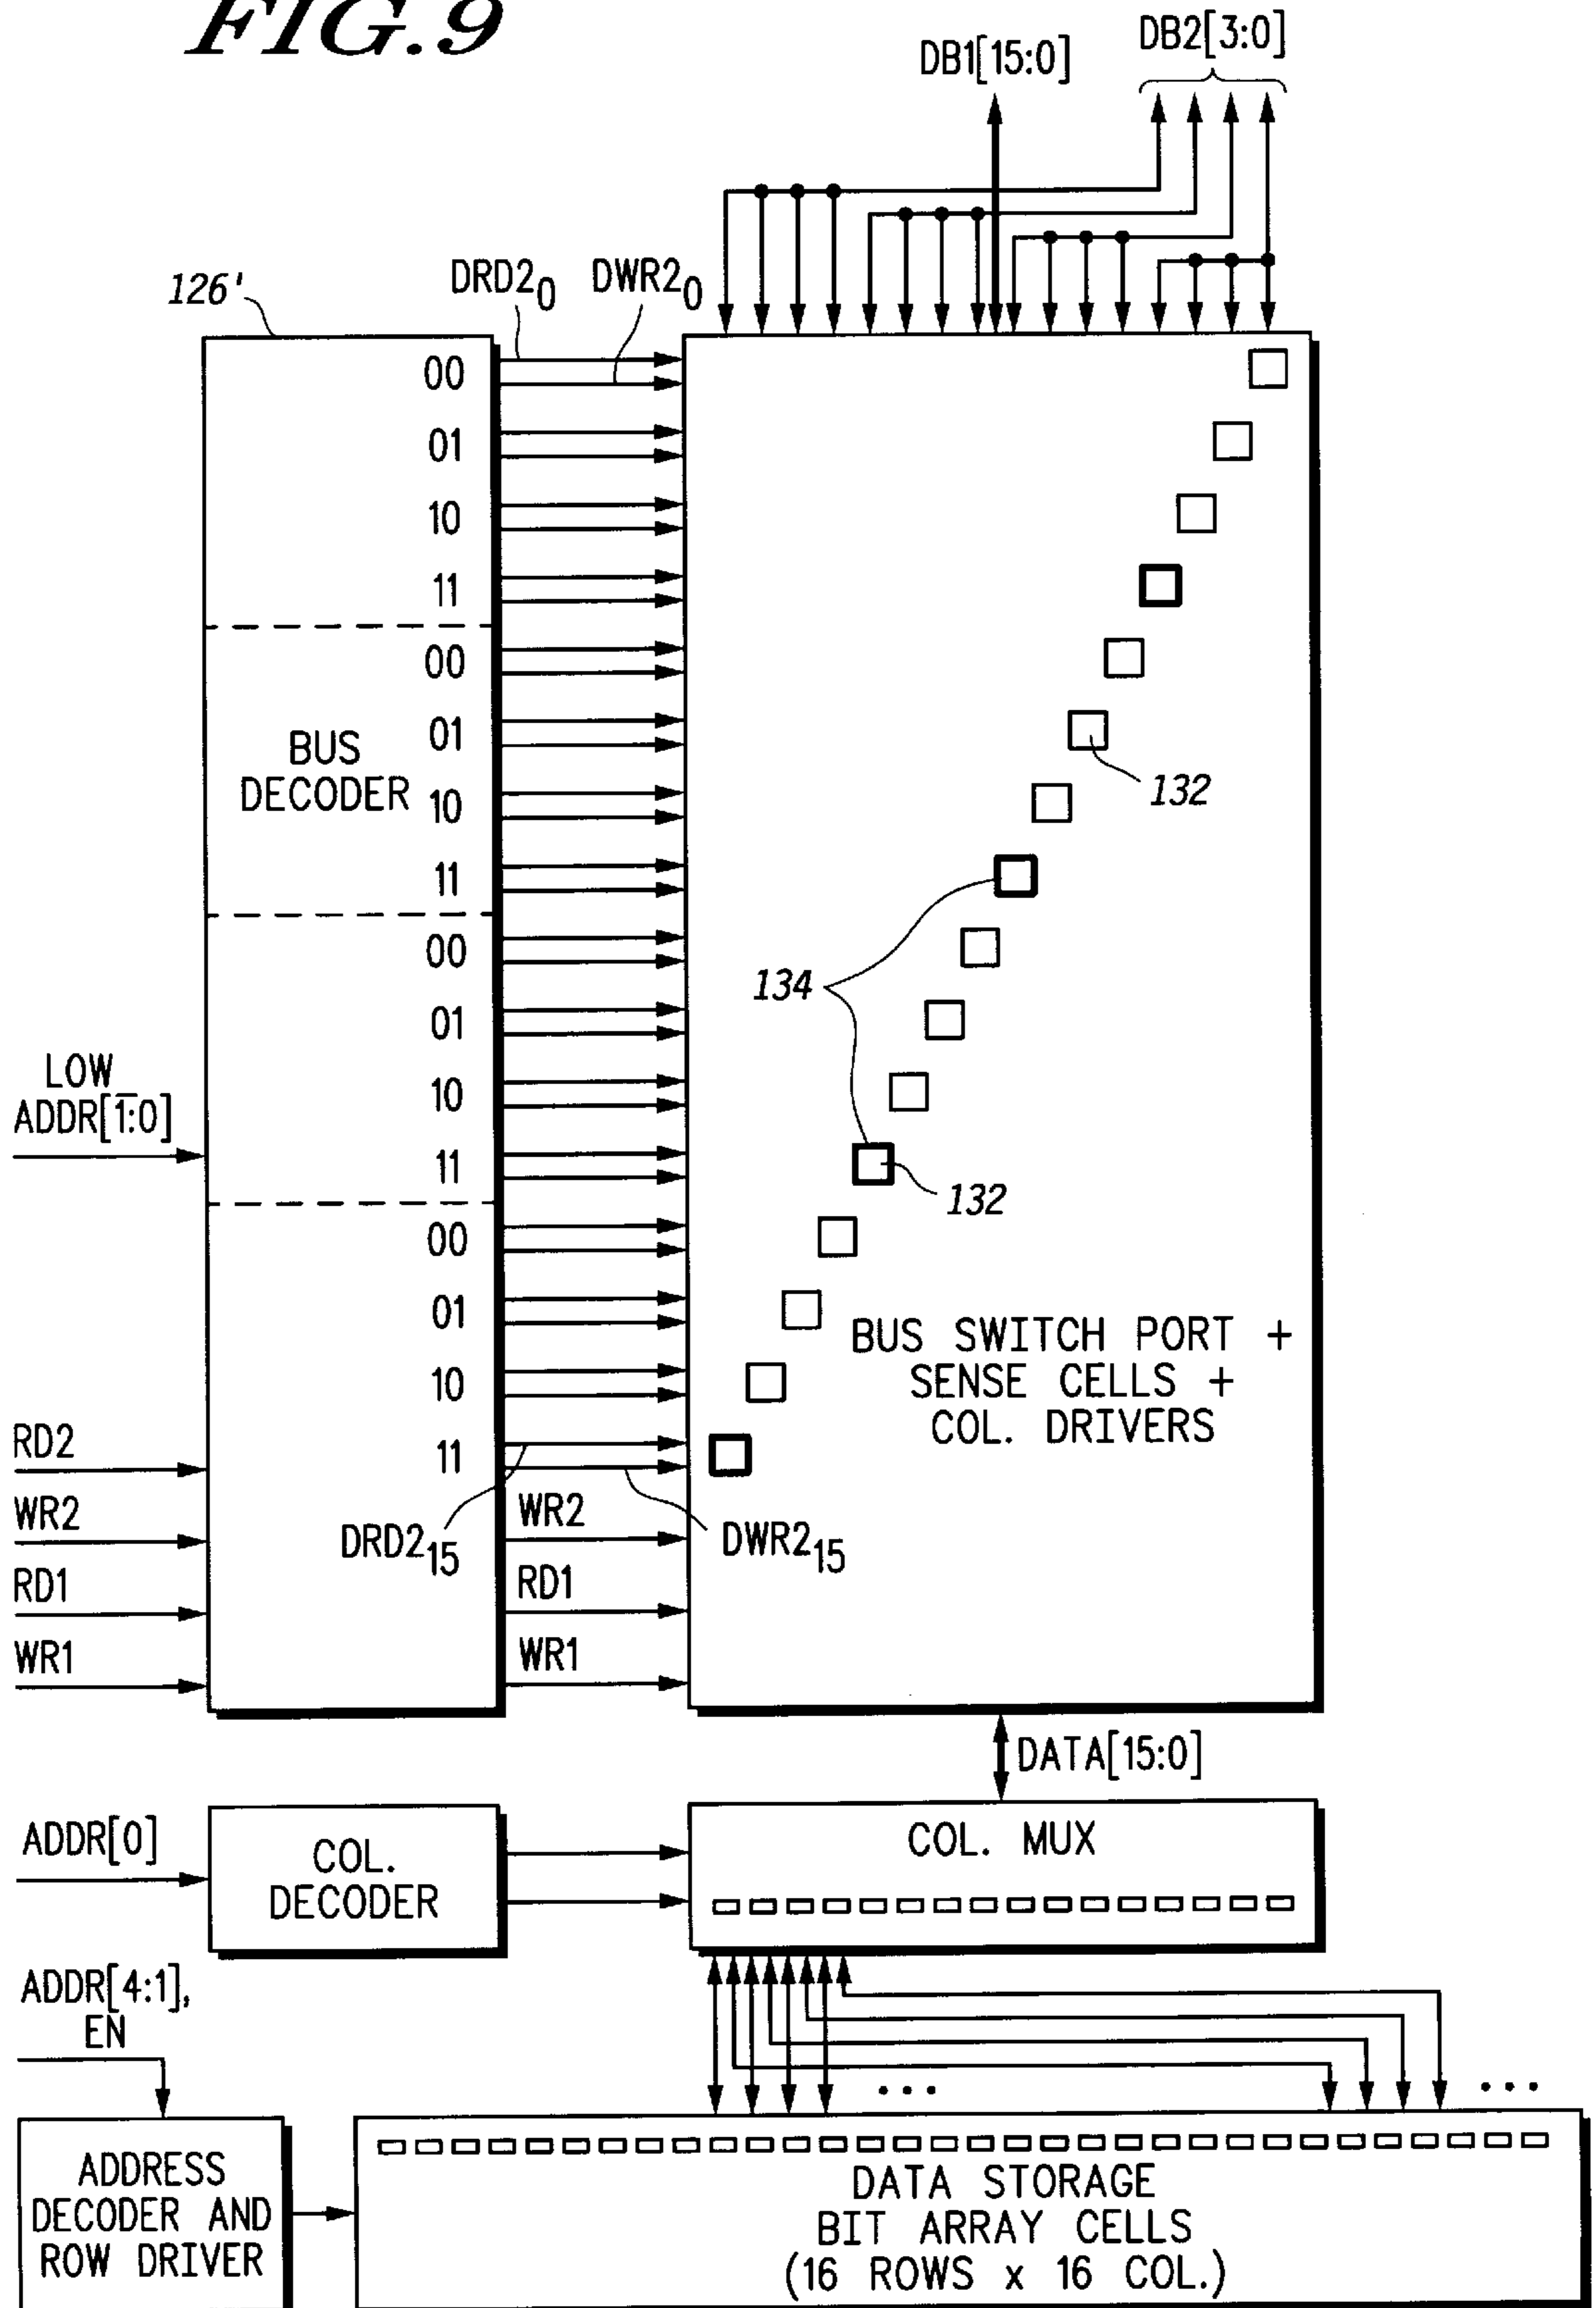 FIG.9
DB1[15:0]
DB2[3:0]
126'
DRD2₀
DWR2₀
00
01
10
11
00
01
10
11
00
01
10
11
00
01
10
11
BUS
DECODER
132
134
132
LOW
ADDR[1:0]
BUS SWITCH PORT +
SENSE CELLS +
COL. DRIVERS
RD2
WR2
RD1
WR1
DRD2₁₅
DWR2₁₅
WR2
RD1
WR1
DATA[15:0]
ADDR[0]
COL.
DECODER
COL. MUX
ADDR[4:1],
EN
...
...
ADDRESS
DECODER AND
ROW DRIVER
DATA STORAGE
BIT ARRAY CELLS
(16 ROWS x 16 COL.)